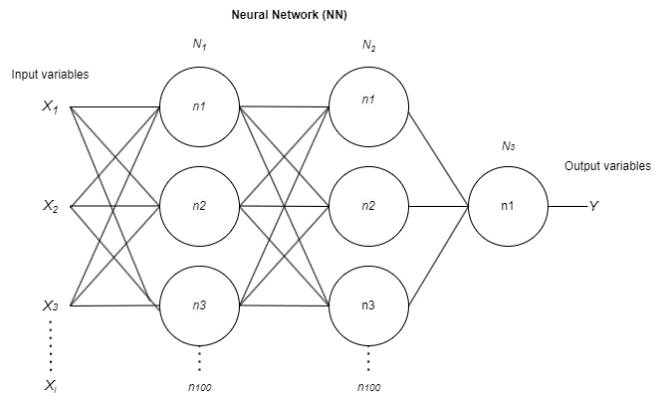 Neural Network (NN)
N1
N2
Input variables
X1
n1
n1
N3
Output variables
X2
n2
n2
n1
Y
X3
n3
n3
Xi
n100
n100